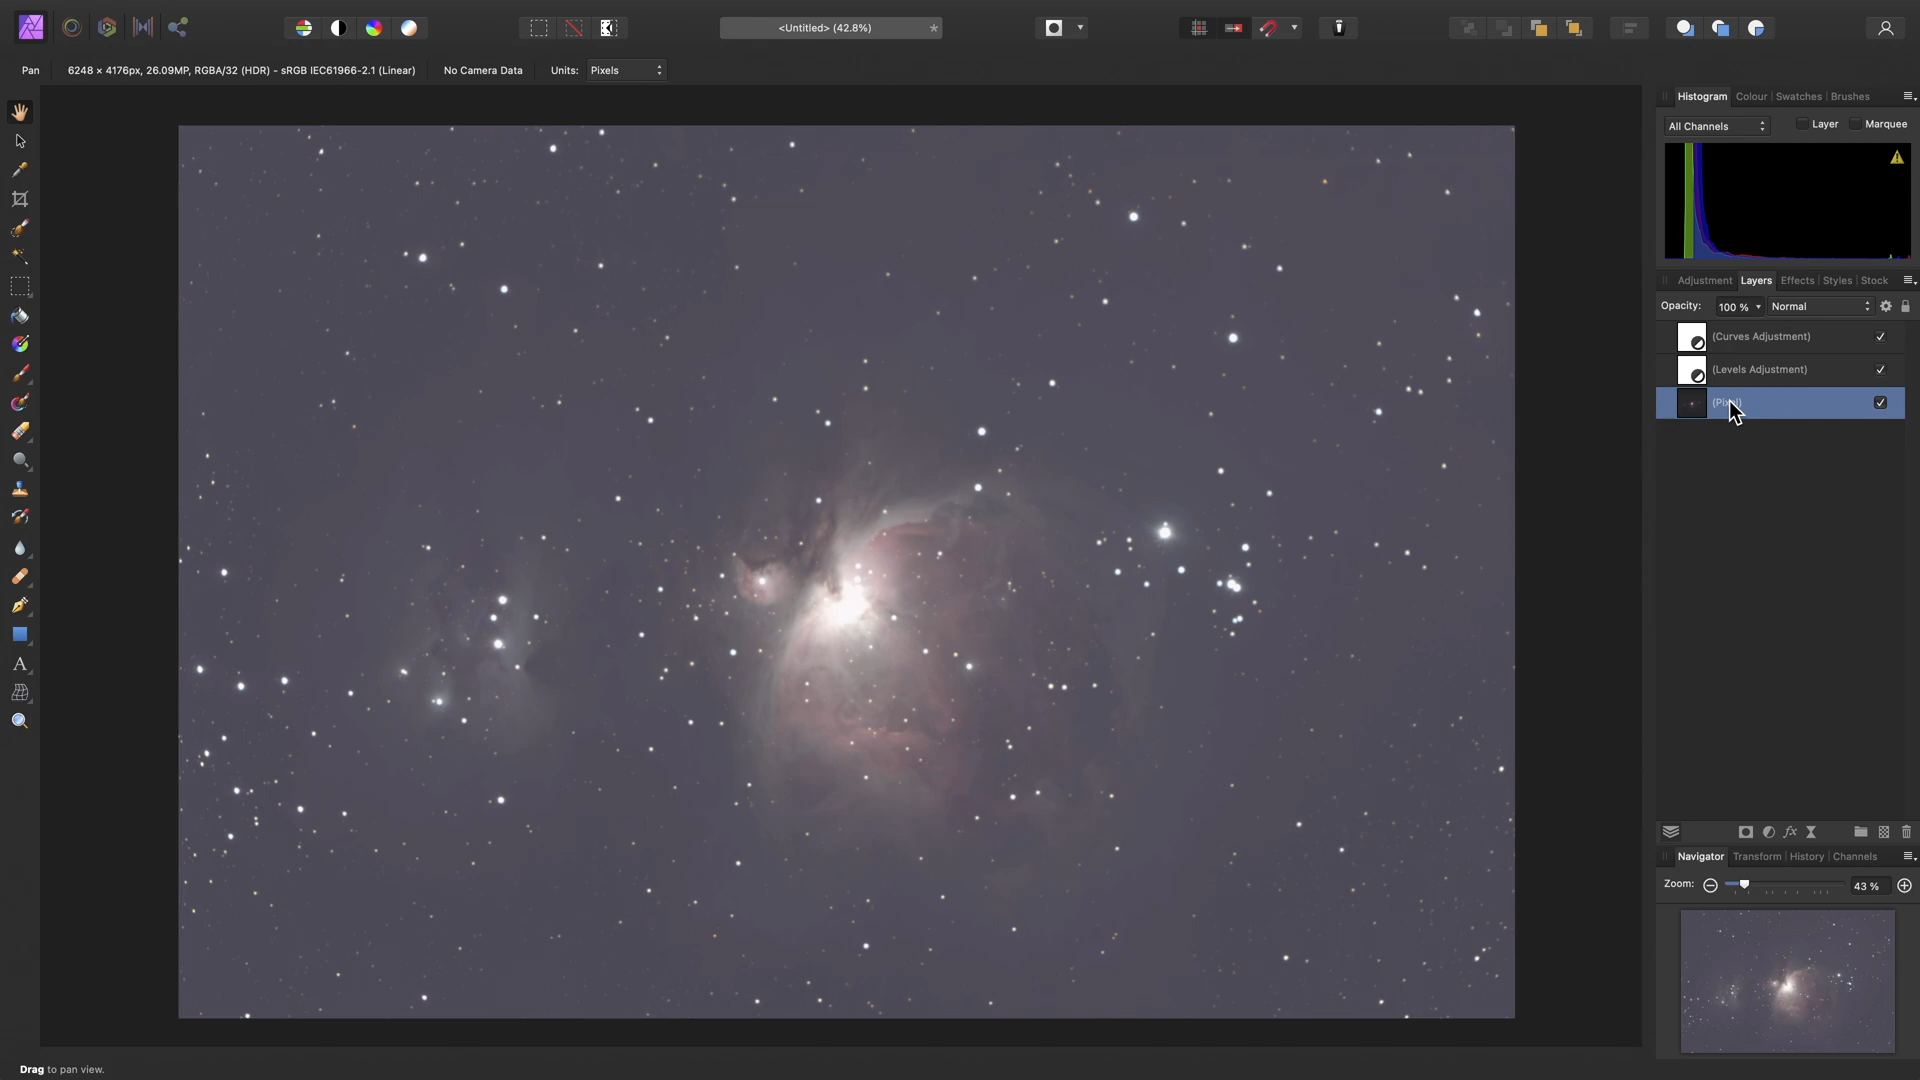 <Untitled> (42.8%)
Pan
6248 × 4176px, 26.09MP, RGBA/32 (HDR) - sRGB IEC61966-2.1 (Linear)
No Camera Data
Units:
Pixels
Histogram
Colour
Swatches
Brushes
All Channels
Layer
Marquee
Adjustment
Layers
Effects
Styles
Stock
Opacity:
100 %
Normal
(Curves Adjustment)
(Levels Adjustment)
(Pixel)
A
fx
Navigator
Transform
History
Channels
Zoom:
43 %
Drag to pan view.